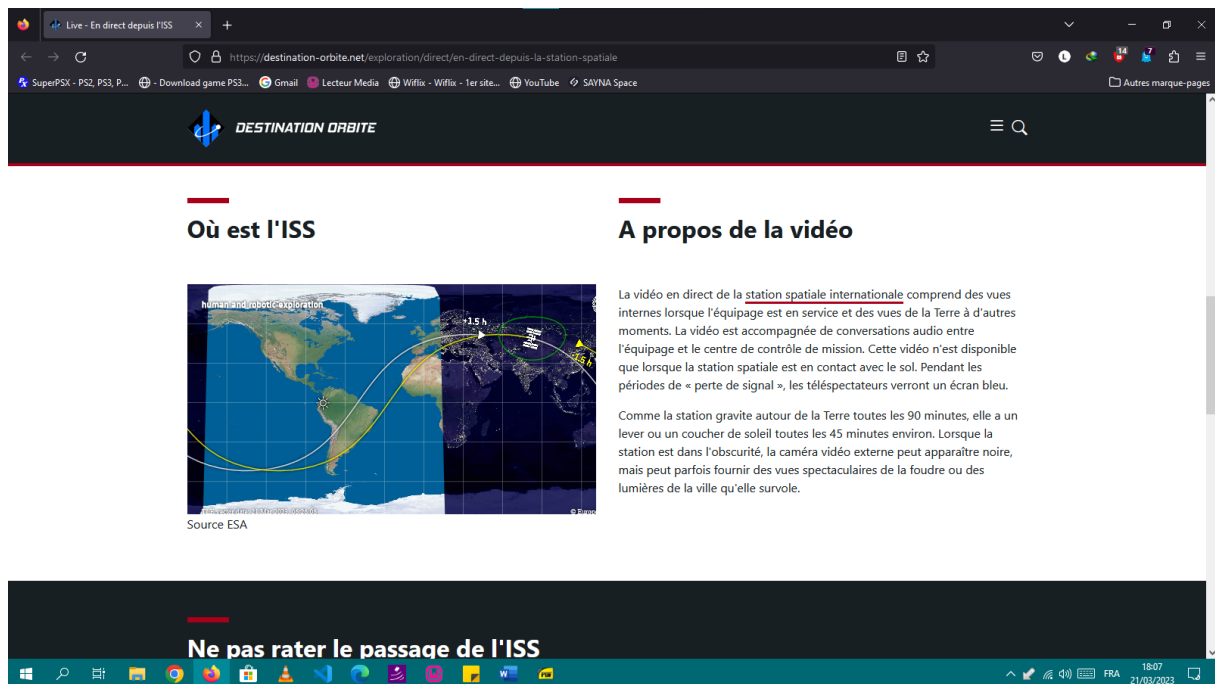 Live - En direct depuis l'ISS
https://destination-orbite.net/exploration/direct/en-direct-depuis-la-station-spatiale
14
7
SuperPSX - PS2, PS3, P...
- Download game PS3...
Gmail
Lecteur Media
Wiflix - Wiflix - 1er site...
YouTube
SAYNA Space
Autres marque-pages
DESTINATION ORBITE
Où est l'ISS
human and robotic exploration
+1.5 h
-1.5 h
Source ESA
A propos de la vidéo
La vidéo en direct de la station spatiale internationale comprend des vues
internes lorsque l'équipage est en service et des vues de la Terre à d'autres
moments. La vidéo est accompagnée de conversations audio entre
l'équipage et le centre de contrôle de mission. Cette vidéo n'est disponible
que lorsque la station spatiale est en contact avec le sol. Pendant les
périodes de « perte de signal », les téléspectateurs verront un écran bleu.
Comme la station gravite autour de la Terre toutes les 90 minutes, elle a un
lever ou un coucher de soleil toutes les 45 minutes environ. Lorsque la
station est dans l'obscurité, la caméra vidéo externe peut apparaître noire,
mais peut parfois fournir des vues spectaculaires de la foudre ou des
lumières de la ville qu'elle survole.
Ne pas rater le passage de l'ISS
FRA
18:07
21/03/2023